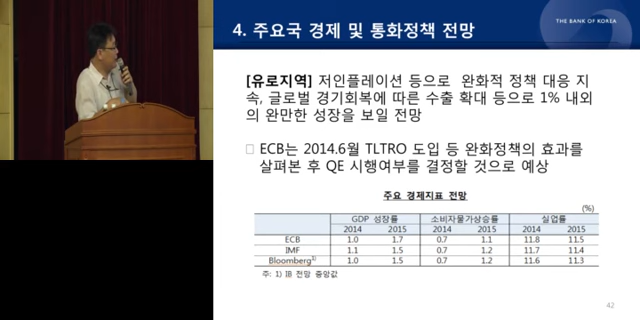 THE BANK OF KOREA
4. 주요국 경제 및 통화정책 전망
[유로지역] 저인플레이션 등으로 완화적 정책 대응 지
속, 글로벌 경기회복에 따른 수출 확대 등으로 1% 내외
의 완만한 성장을 보일 전망
□ ECB는 2014.6월 TLTRO 도입 등 완화정책의 효과를
살펴본 후 QE 시행여부를 결정할 것으로 예상
주요 경제지표 전망
(%)
GDP 성장률 소비자물가상승률 실업률
2014 2015 2014 2015 2014 2015
ECB 1.0 1.7 0.7 1.1 11.8 11.5
IMF 1.1 1.5 0.7 1.2 11.7 11.4
Bloomberg1) 1.0 1.5 0.7 1.2 11.6 11.3
주: 1) IB 전망 중앙값
42